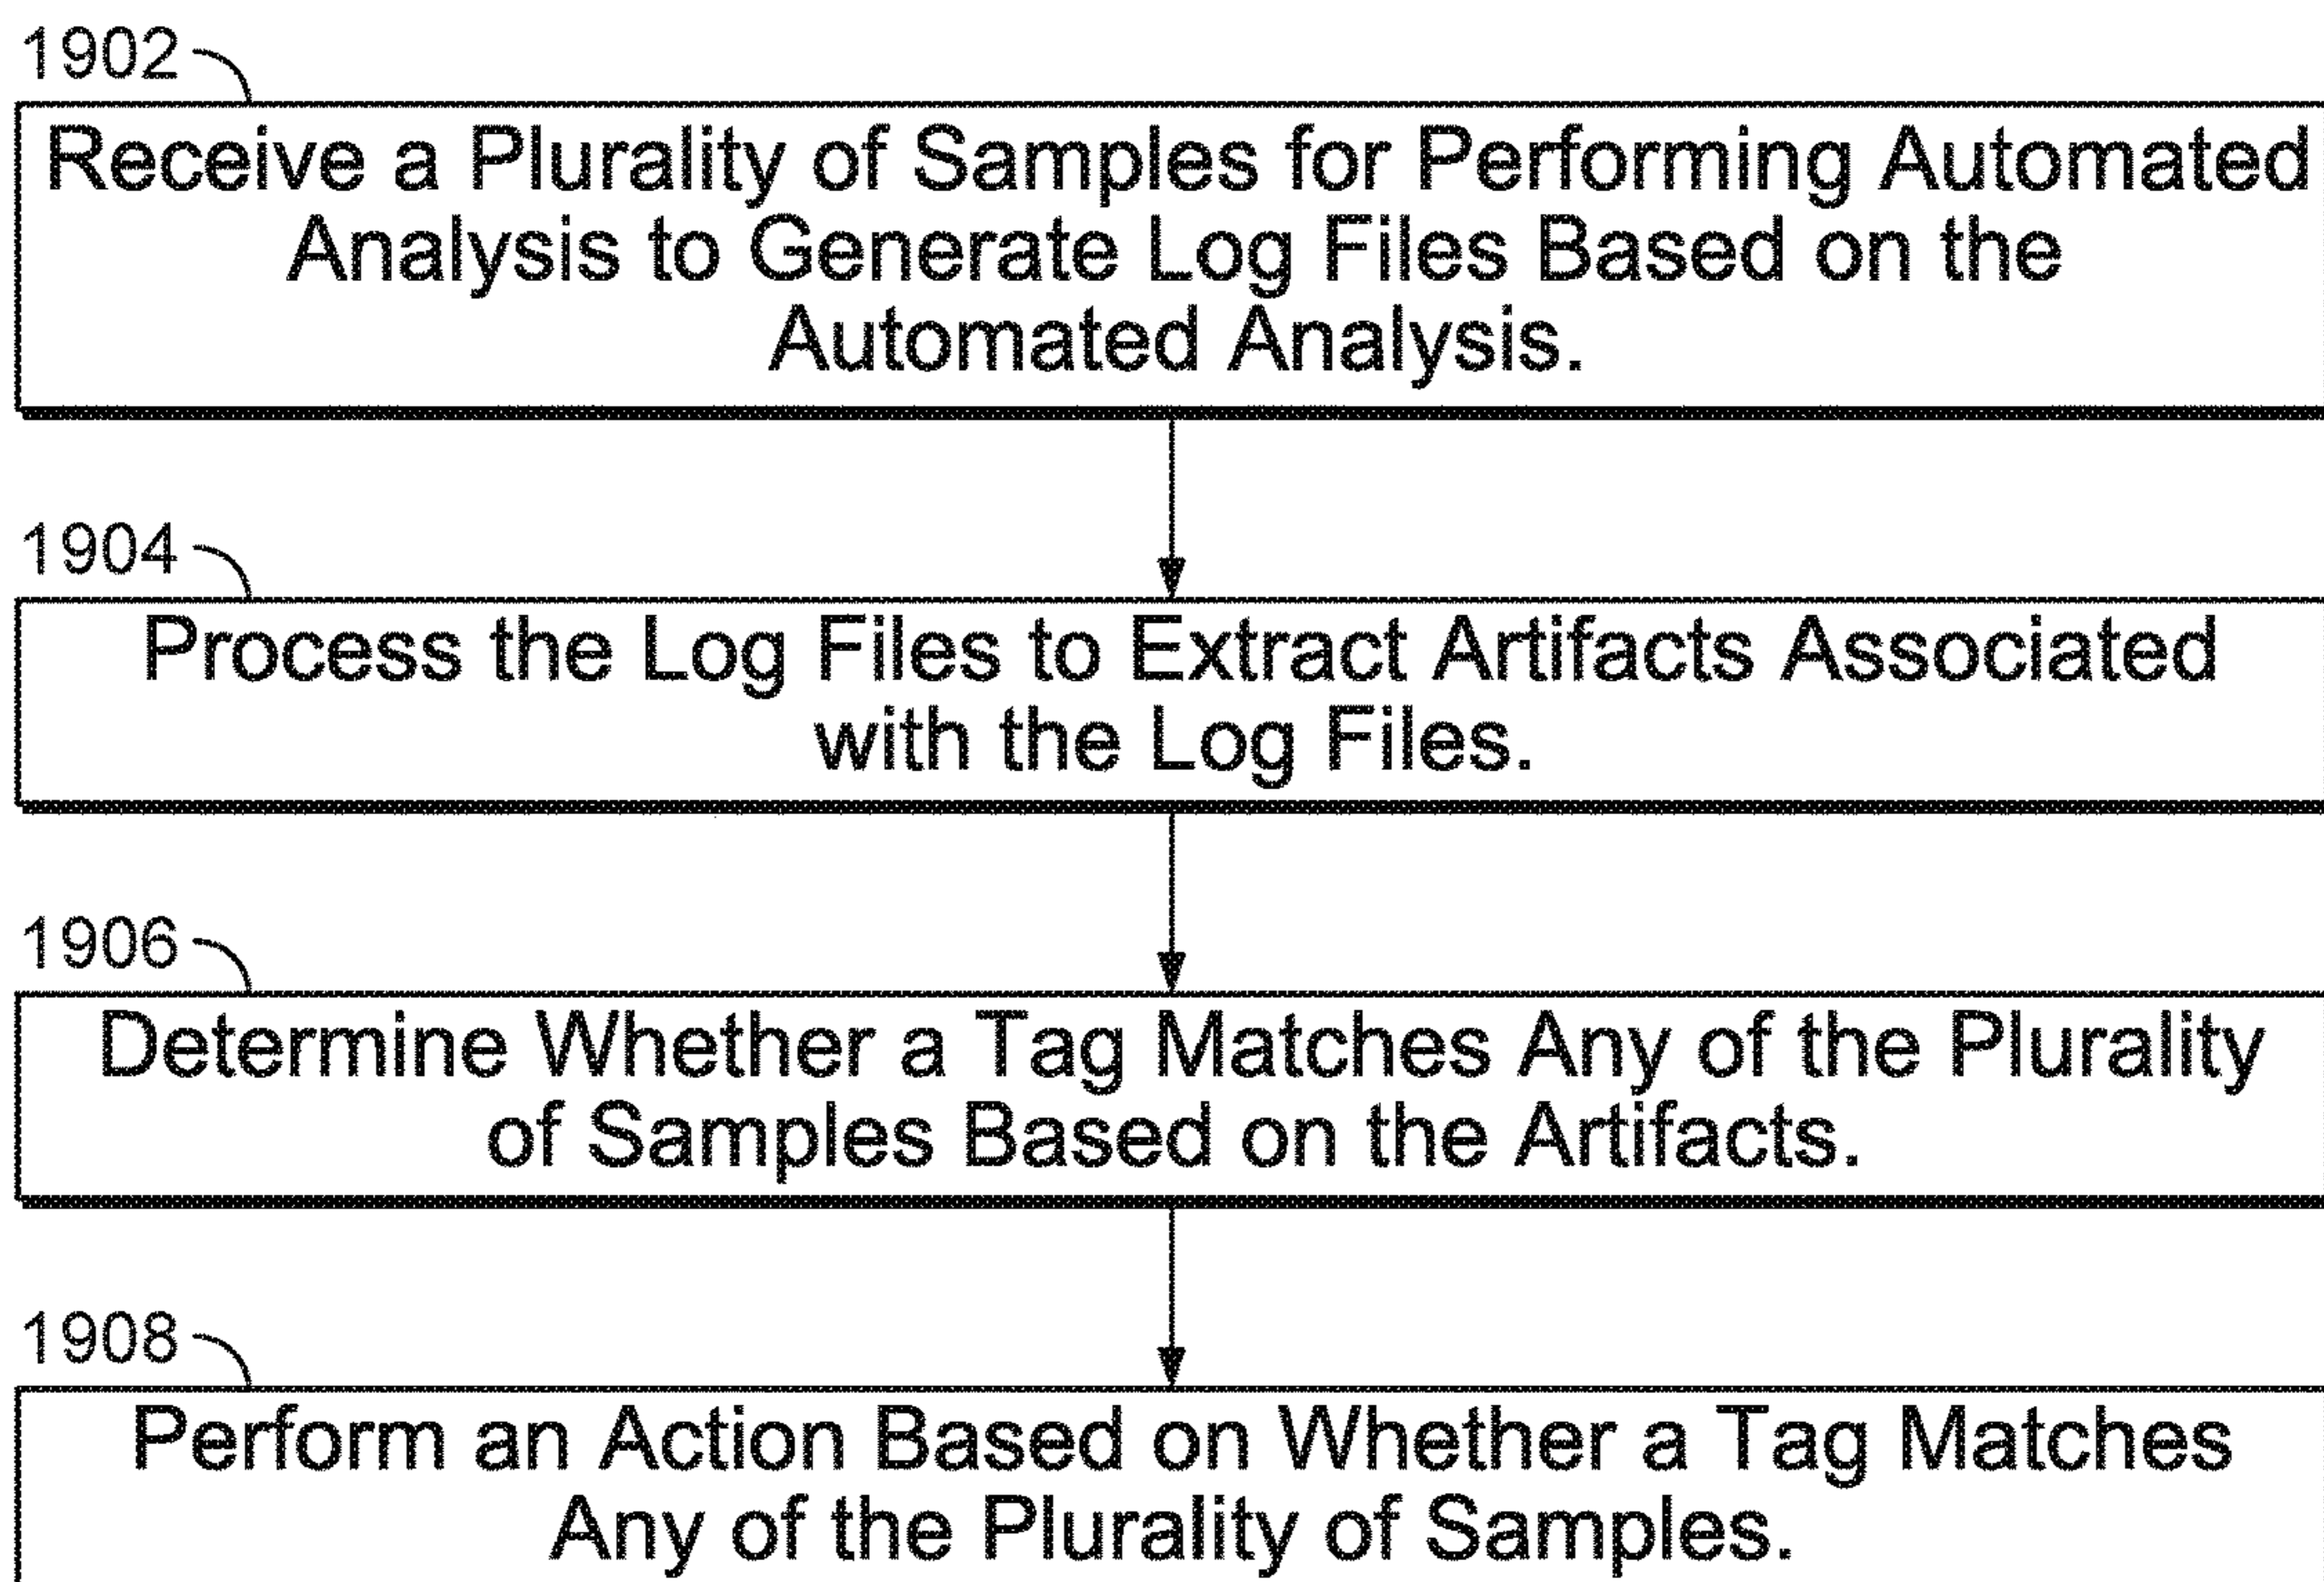 1902
Receive a Plurality of Samples for Performing Automated
Analysis to Generate Log Files Based on the
Automated Analysis.
1904
Process the Log Files to Extract Artifacts Associated
with the Log Files.
1906
Determine Whether a Tag Matches Any of the Plurality
of Samples Based on the Artifacts.
1908
Perform an Action Based on Whether a Tag Matches
Any of the Plurality of Samples.